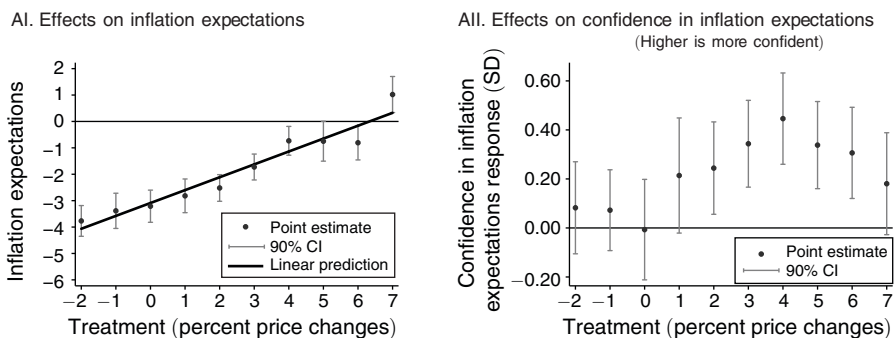 AI. Effects on inflation expectations
Inflation expectations
2
1
0
−1
−2
−3
−4
−5
−6
Point estimate
90% CI
Linear prediction
−2 −1 0 1 2 3 4 5 6 7
Treatment (percent price changes)
AII. Effects on confidence in inflation expectations
(Higher is more confident)
Confidence in inflation
expectations response (SD)
0.60
0.40
0.20
0.00
−0.20
Point estimate
90% CI
−2 −1 0 1 2 3 4 5 6 7
Treatment (percent price changes)